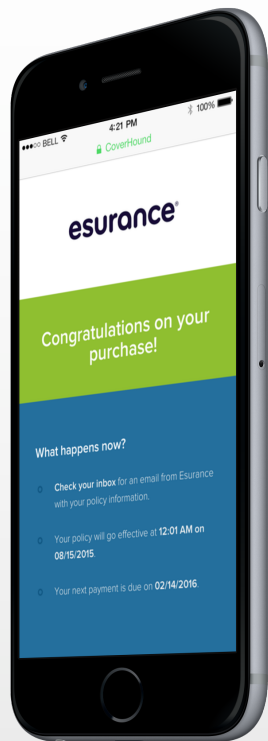 ●●●○○ BELL 4:21 PM 100%
CoverHound
esurance®
Congratulations on your
purchase!
What happens now?
Check your inbox for an email from Esurance
with your policy information.
Your policy will go effective at 12:01 AM on
08/15/2015.
Your next payment is due on 02/14/2016.